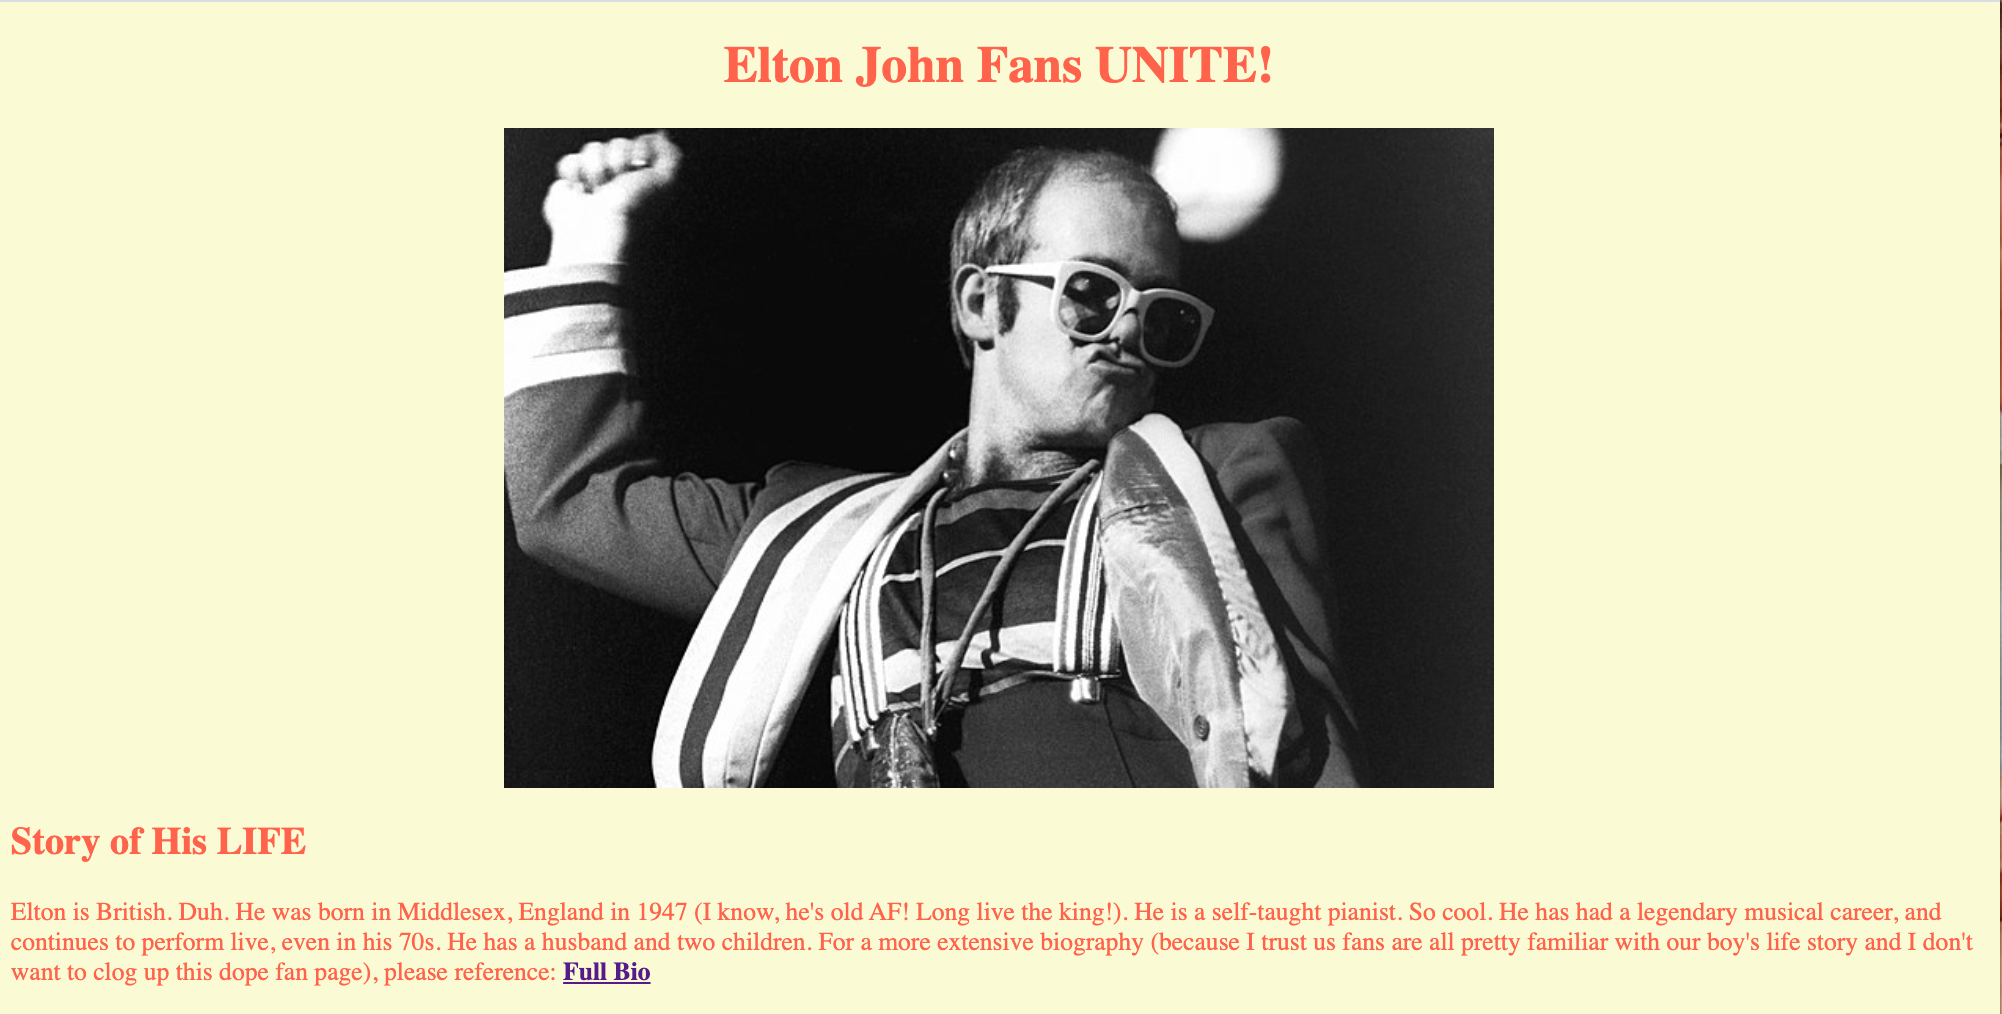 Elton John Fans UNITE!
Story of His LIFE
Elton is British. Duh. He was born in Middlesex, England in 1947 (I know, he's old AF! Long live the king!). He is a self-taught pianist. So cool. He has had a legendary musical career, and
continues to perform live, even in his 70s. He has a husband and two children. For a more extensive biography (because I trust us fans are all pretty familiar with our boy's life story and I don't
want to clog up this dope fan page), please reference: Full Bio